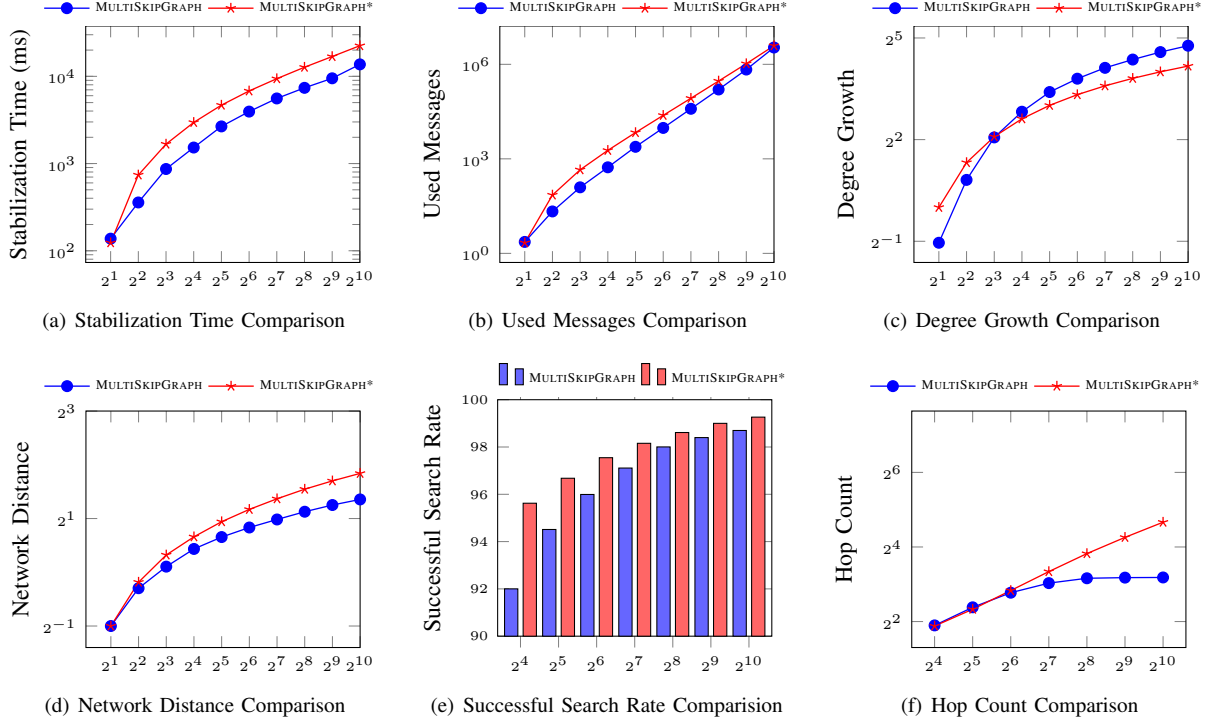 MULTISKIPGRAPH MULTISKIPGRAPH*
Stabilization Time (ms)
10^4
10^3
10^2
2^1 2^2 2^3 2^4 2^5 2^6 2^7 2^8 2^9 2^10
(a) Stabilization Time Comparison
MULTISKIPGRAPH MULTISKIPGRAPH*
Used Messages
10^6
10^3
10^0
2^1 2^2 2^3 2^4 2^5 2^6 2^7 2^8 2^9 2^10
(b) Used Messages Comparison
MULTISKIPGRAPH MULTISKIPGRAPH*
Degree Growth
2^5
2^2
2^−1
2^1 2^2 2^3 2^4 2^5 2^6 2^7 2^8 2^9 2^10
(c) Degree Growth Comparison
MULTISKIPGRAPH MULTISKIPGRAPH*
Network Distance
2^3
2^1
2^−1
2^1 2^2 2^3 2^4 2^5 2^6 2^7 2^8 2^9 2^10
(d) Network Distance Comparison
MULTISKIPGRAPH MULTISKIPGRAPH*
Successful Search Rate
100
98
96
94
92
90
2^4 2^5 2^6 2^7 2^8 2^9 2^10
(e) Successful Search Rate Comparision
MULTISKIPGRAPH MULTISKIPGRAPH*
Hop Count
2^6
2^4
2^2
2^4 2^5 2^6 2^7 2^8 2^9 2^10
(f) Hop Count Comparison